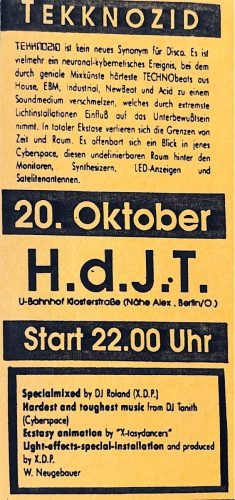 TEKKNOZID
TEKKNOZID ist kein neues Synonym für Disco. Es ist
vielmehr ein neuronal-kybernetisches Ereignis, bei dem
durch geniale Mixkünste härteste TECHNObeats aus
House, EBM, Industrial, NewBeat und Acid zu einem
Soundmedium verschmelzen, welches durch extremste
Lichtinstallationen Einfluß auf das Unterbewußtsein
nimmt. In totaler Ekstase verlieren sich die Grenzen von
Zeit und Raum. Es offenbart sich ein Blick in jenes
Cyberspace, diesen undefinierbaren Raum hinter den
Monitoren, Synthesizern, LED-Anzeigen und
Satelitenantennen.
20. Oktober
H.d.J.T.
U-Bahnhof Klosterstraße (Nähe Alex , Berlin/O.)
Start 22.00 Uhr
Specialmixed by DJ Roland (X.D.P.)
Hardest and toughest music from DJ Tanith
(Cyberspace)
Ecstasy animation by "X-tasydancers"
Light-effects-special-installation and produced
by X.D.P.
W. Neugebauer